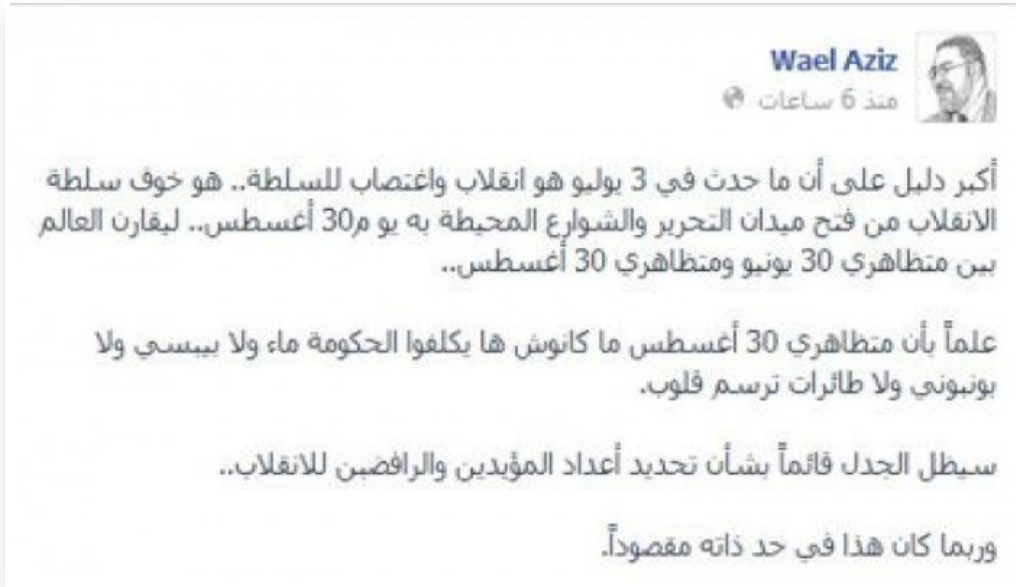 Wael Aziz
منذ 6 ساعات
أكبر دليل على أن ما حدث في 3 يوليو هو انقلاب واغتصاب للسلطة.. هو خوف سلطة
الانقلاب من فتح ميدان التحرير والشوارع المحيطة به يو م30 أغسطس.. ليقارن العالم
بين متظاهري 30 يونيو ومتظاهري 30 أغسطس..
علماً بأن متظاهري 30 أغسطس ما كانوش ها يكلفوا الحكومة ماء ولا بيبسي ولا
بونبوني ولا طائرات ترسم قلوب.
سيظل الجدل قائماً بشأن تحديد أعداد المؤيدين والرافضين للانقلاب..
وربما كان هذا في حد ذاته مقصوداً.